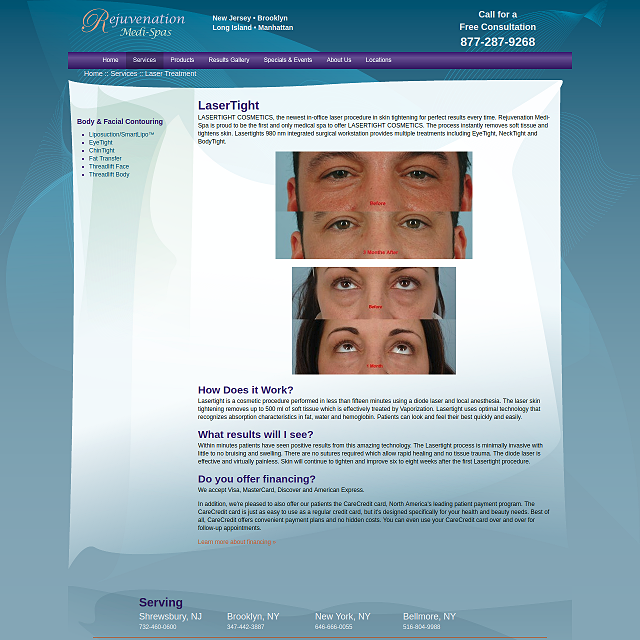 Rejuvenation
Medi-Spas
New Jersey • Brooklyn
Long Island • Manhattan
Call for a
Free Consultation
877-287-9268
Home Services Products Results Gallery Specials & Events About Us Locations
Home :: Services :: Laser Treatment
Body & Facial Contouring
Liposuction/SmartLipo™
EyeTight
ChinTight
Fat Transfer
Threadlift Face
Threadlift Body
LaserTight
LASERTIGHT COSMETICS, the newest in-office laser procedure in skin tightening for perfect results every time. Rejuvenation Medi-
Spa is proud to be the first and only medical spa to offer LASERTIGHT COSMETICS. The process instantly removes soft tissue and
tightens skin. Lasertights 980 nm integrated surgical workstation provides multiple treatments including EyeTight, NeckTight and
BodyTight.
Before
3 Months After
Before
1 Month
How Does it Work?
Lasertight is a cosmetic procedure performed in less than fifteen minutes using a diode laser and local anesthesia. The laser skin
tightening removes up to 500 ml of soft tissue which is effectively treated by Vaporization. Lasertight uses optimal technology that
recognizes absorption characteristics in fat, water and hemoglobin. Patients can look and feel their best quickly and easily.
What results will I see?
Within minutes patients have seen positive results from this amazing technology. The Lasertight process is minimally invasive with
little to no bruising and swelling. There are no sutures required which allow rapid healing and no tissue trauma. The diode laser is
effective and virtually painless. Skin will continue to tighten and improve six to eight weeks after the first Lasertight procedure.
Do you offer financing?
We accept Visa, MasterCard, Discover and American Express.
In addition, we're pleased to also offer our patients the CareCredit card, North America's leading patient payment program. The
CareCredit card is just as easy to use as a regular credit card, but it's designed specifically for your health and beauty needs. Best of
all, CareCredit offers convenient payment plans and no hidden costs. You can even use your CareCredit card over and over for
follow-up appointments.
Learn more about financing »
Serving
Shrewsbury, NJ Brooklyn, NY New York, NY Bellmore, NY
732-460-0600 347-442-3887 646-666-0055 516-804-9988